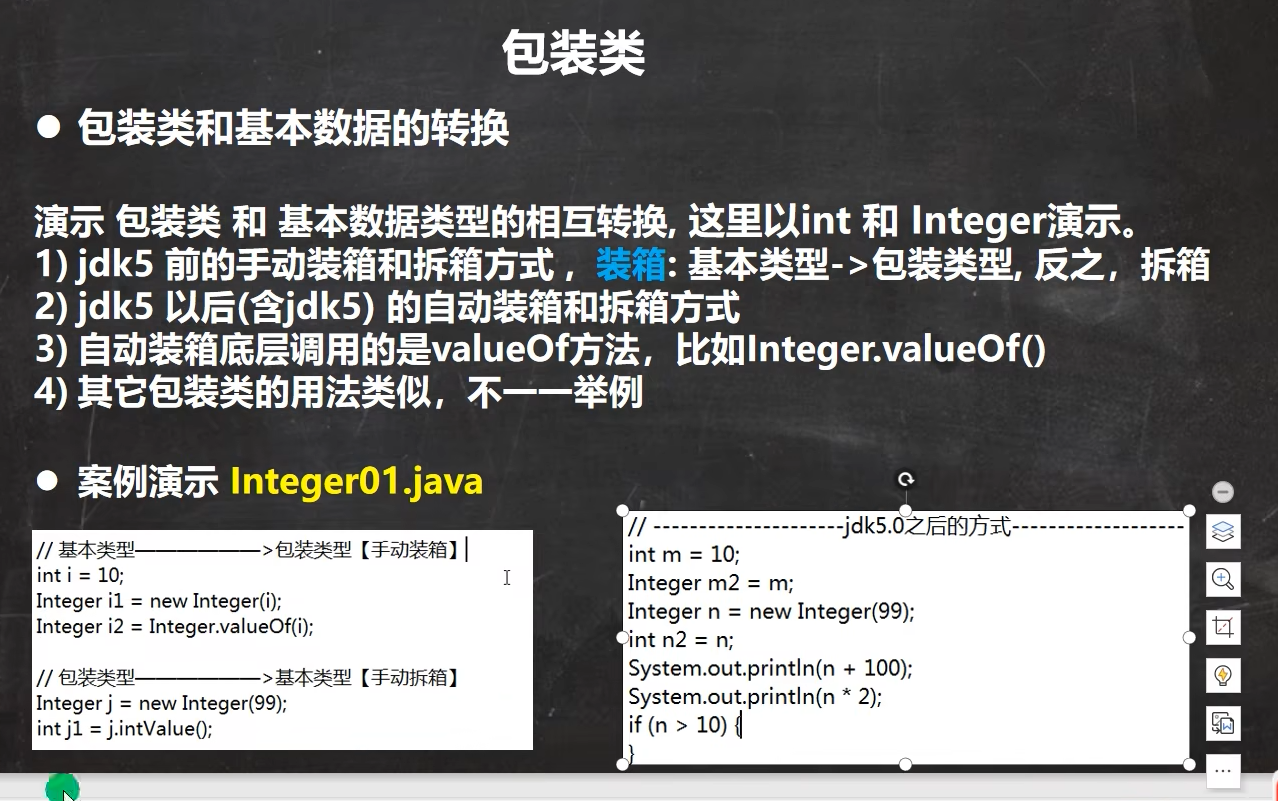 包装类
● 包装类和基本数据的转换
演示 包装类 和 基本数据类型的相互转换, 这里以int 和 Integer演示。
1) jdk5 前的手动装箱和拆箱方式 ，装箱: 基本类型->包装类型, 反之，拆箱
2) jdk5 以后(含jdk5) 的自动装箱和拆箱方式
3) 自动装箱底层调用的是valueOf方法，比如Integer.valueOf()
4) 其它包装类的用法类似，不一一举例
● 案例演示 Integer01.java
// 基本类型——————>包装类型【手动装箱】
int i = 10;
Integer i1 = new Integer(i);
Integer i2 = Integer.valueOf(i);
// 包装类型——————>基本类型【手动拆箱】
Integer j = new Integer(99);
int j1 = j.intValue();
// ---------------------jdk5.0之后的方式-------------------
int m = 10;
Integer m2 = m;
Integer n = new Integer(99);
int n2 = n;
System.out.println(n + 100);
System.out.println(n * 2);
if (n > 10) {
}